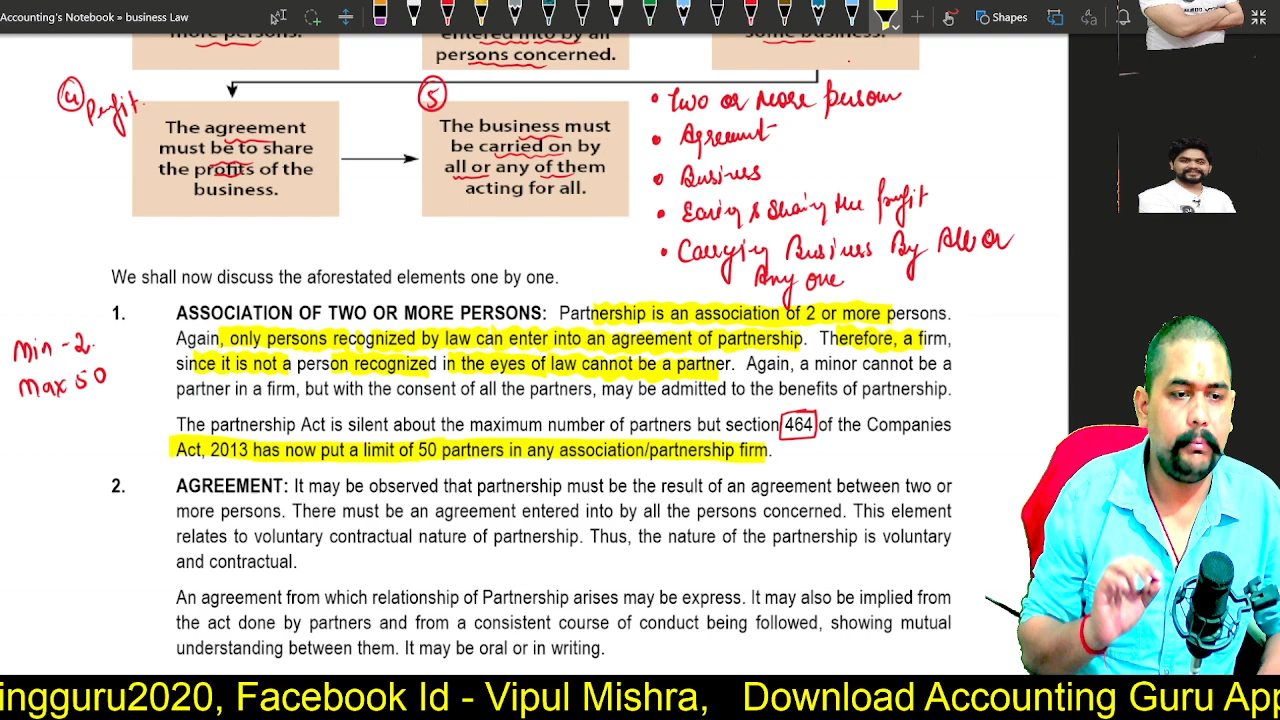 Accounting's Notebook » business Law
Shapes
more persons.
entered into by all
persons concerned.
some business.
④ Profit.
⑤
The agreement
must be to share
the profits of the
business.
The business must
be carried on by
all or any of them
acting for all.
• Two or more person
• Agreement
• Business
• & sharing the profit
• Carrying Business By All or
Any one
We shall now discuss the aforestated elements one by one.
1. ASSOCIATION OF TWO OR MORE PERSONS: Partnership is an association of 2 or more persons.
Again, only persons recognized by law can enter into an agreement of partnership. Therefore, a firm,
since it is not a person recognized in the eyes of law cannot be a partner. Again, a minor cannot be a
partner in a firm, but with the consent of all the partners, may be admitted to the benefits of partnership.
Min - 2.
Max 50
The partnership Act is silent about the maximum number of partners but section 464 of the Companies
Act, 2013 has now put a limit of 50 partners in any association/partnership firm.
2. AGREEMENT: It may be observed that partnership must be the result of an agreement between two or
more persons. There must be an agreement entered into by all the persons concerned. This element
relates to voluntary contractual nature of partnership. Thus, the nature of the partnership is voluntary
and contractual.
An agreement from which relationship of Partnership arises may be express. It may also be implied from
the act done by partners and from a consistent course of conduct being followed, showing mutual
understanding between them. It may be oral or in writing.
ingguru2020, Facebook Id - Vipul Mishra, Download Accounting Guru App